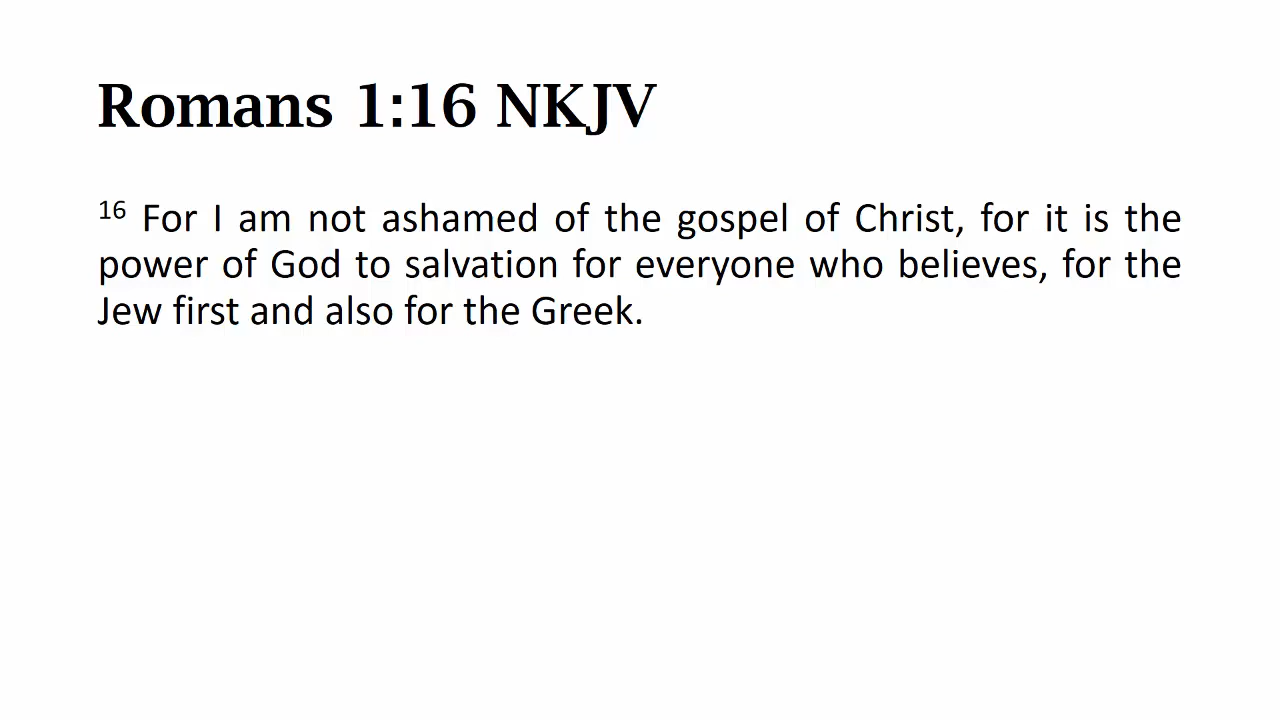 Romans 1:16 NKJV
16 For I am not ashamed of the gospel of Christ, for it is the
power of God to salvation for everyone who believes, for the
Jew first and also for the Greek.